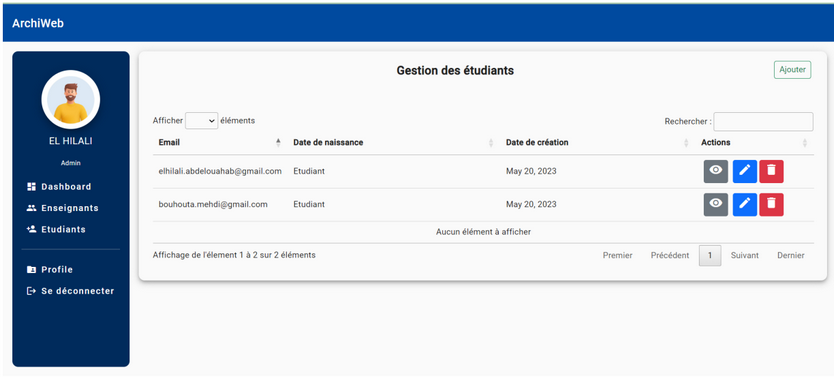 ArchiWeb
EL HILALI
Admin
Dashboard
Enseignants
Etudiants
Profile
Se déconnecter
Gestion des étudiants
Ajouter
Afficher éléments
Rechercher :
Email Date de naissance Date de création Actions
elhilali.abdelouahab@gmail.com Etudiant May 20, 2023
bouhouta.mehdi@gmail.com Etudiant May 20, 2023
Aucun élément à afficher
Affichage de l'élement 1 à 2 sur 2 éléments
Premier Précédent 1 Suivant Dernier